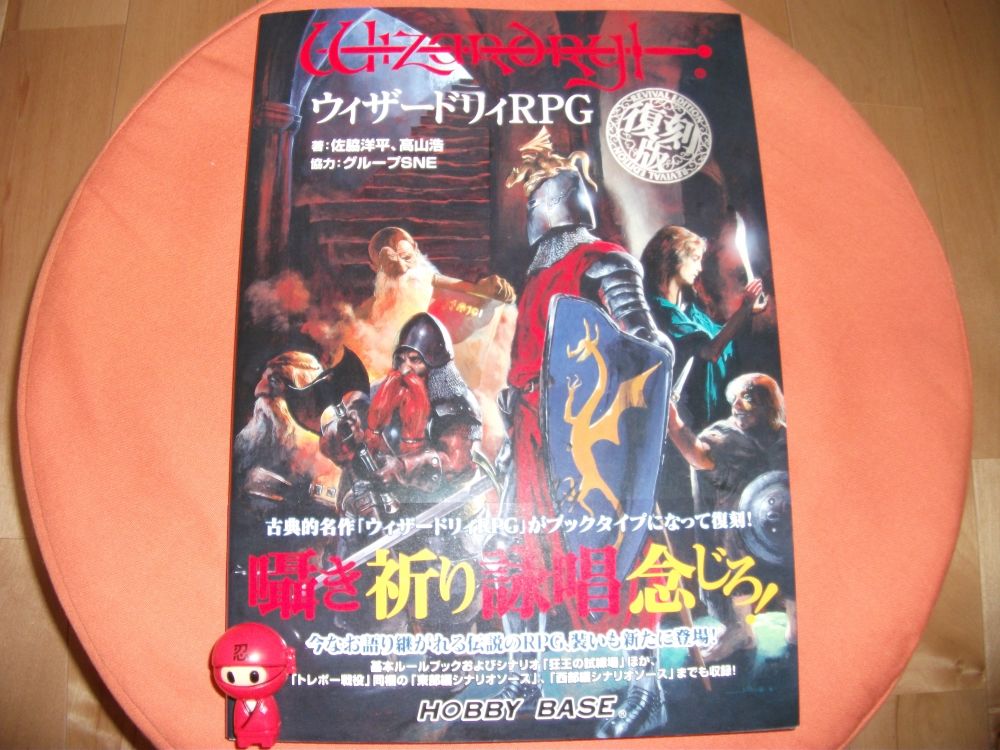 Wizardry
ウィザードリィRPG
著:佐脇洋平、高山浩
協力:グループSNE
REVIVAL EDITION
復刻版
REVIVAL EDITION
古典的名作「ウィザードリィRPG」がブックタイプになって復刻!
囁き 祈り 詠唱 念じろ!
今なお語り継がれる伝説のRPG、装いも新たに登場!
基本ルールブックおよびシナリオ「狂王の試練場」ほか、
「トレボー戦役」同梱の「東部編シナリオソース」、「西部編シナリオソース」までも収録!
HOBBY BASE®
忍